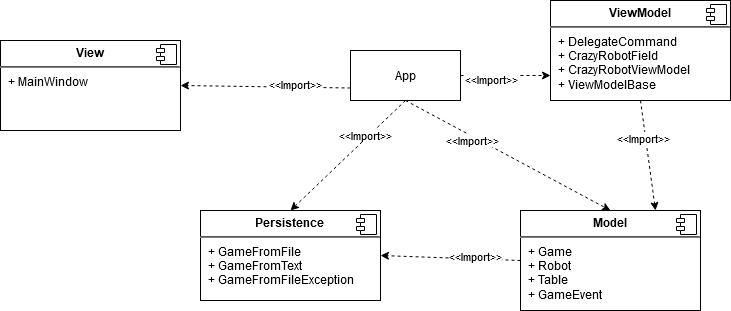 ViewModel
+ DelegateCommand
+ CrazyRobotField
+ CrazyRobotViewModel
+ ViewModelBase
View
+ MainWindow
App
<<Import>>
<<Import>>
<<Import>>
<<Import>>
<<Import>>
Persistence
+ GameFromFile
+ GameFromText
+ GameFromFileException
<<Import>>
Model
+ Game
+ Robot
+ Table
+ GameEvent